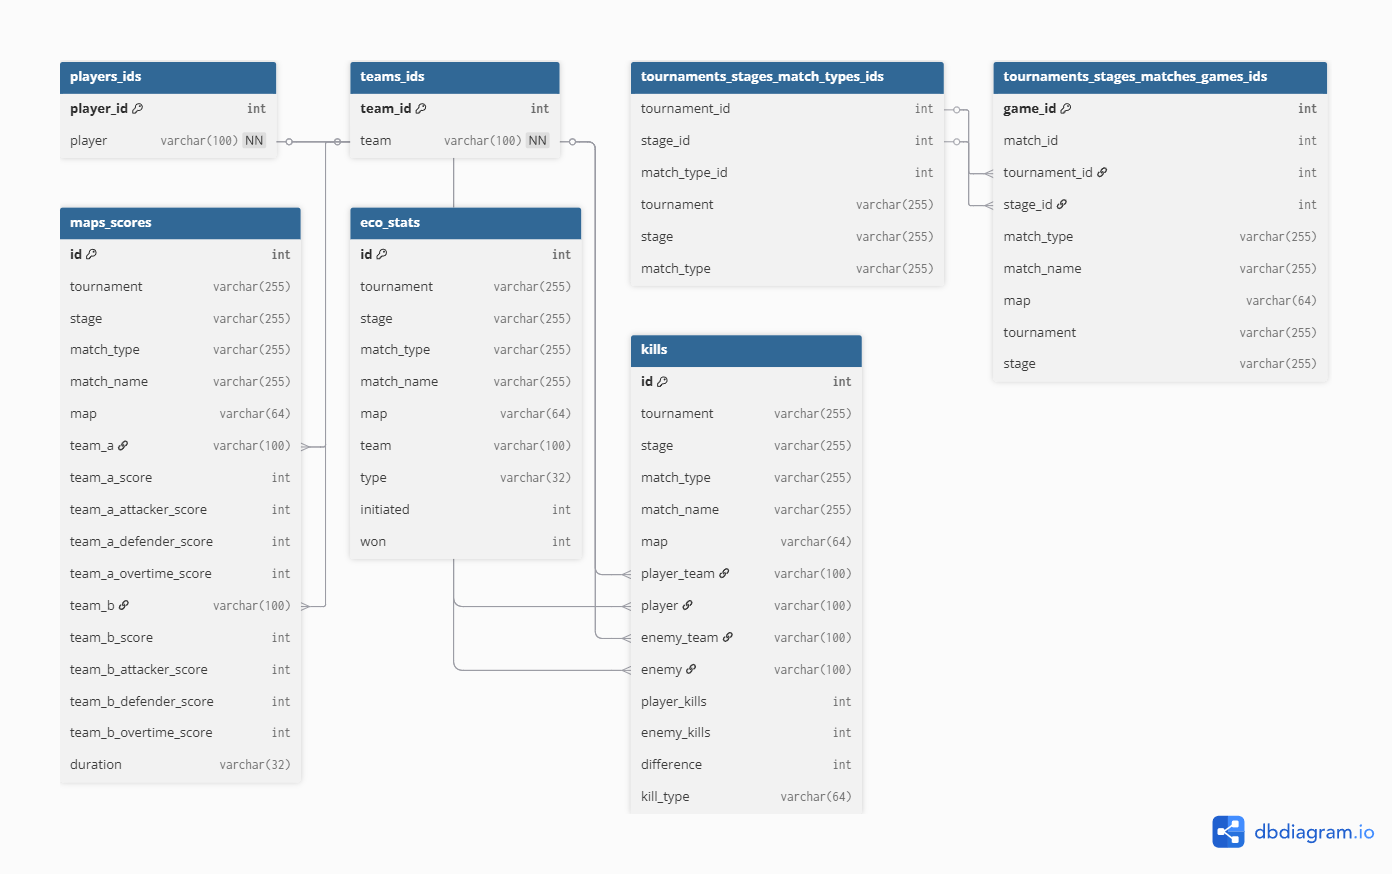 players_ids
player_id int
player varchar(100) NN
teams_ids
team_id int
team varchar(100) NN
tournaments_stages_match_types_ids
tournament_id int
stage_id int
match_type_id int
tournament varchar(255)
stage varchar(255)
match_type varchar(255)
tournaments_stages_matches_games_ids
game_id int
match_id int
tournament_id int
stage_id int
match_type varchar(255)
match_name varchar(255)
map varchar(64)
tournament varchar(255)
stage varchar(255)
maps_scores
id int
tournament varchar(255)
stage varchar(255)
match_type varchar(255)
match_name varchar(255)
map varchar(64)
team_a varchar(100)
team_a_score int
team_a_attacker_score int
team_a_defender_score int
team_a_overtime_score int
team_b varchar(100)
team_b_score int
team_b_attacker_score int
team_b_defender_score int
team_b_overtime_score int
duration varchar(32)
eco_stats
id int
tournament varchar(255)
stage varchar(255)
match_type varchar(255)
match_name varchar(255)
map varchar(64)
team varchar(100)
type varchar(32)
initiated int
won int
kills
id int
tournament varchar(255)
stage varchar(255)
match_type varchar(255)
match_name varchar(255)
map varchar(64)
player_team varchar(100)
player varchar(100)
enemy_team varchar(100)
enemy varchar(100)
player_kills int
enemy_kills int
difference int
kill_type varchar(64)
dbdiagram.io